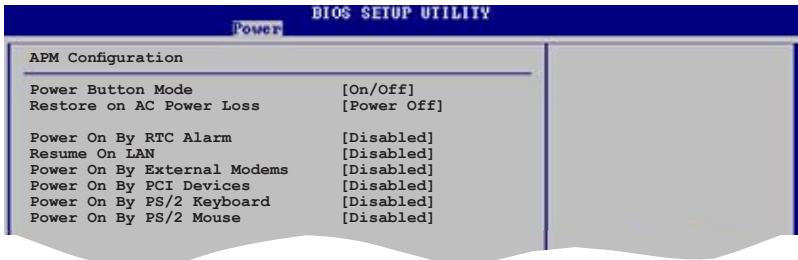 BIOS SETUP UTILITY
Power
APM Configuration
Power Button Mode [On/Off]
Restore on AC Power Loss [Power Off]
Power On By RTC Alarm [Disabled]
Resume On LAN [Disabled]
Power On By External Modems [Disabled]
Power On By PCI Devices [Disabled]
Power On By PS/2 Keyboard [Disabled]
Power On By PS/2 Mouse [Disabled]